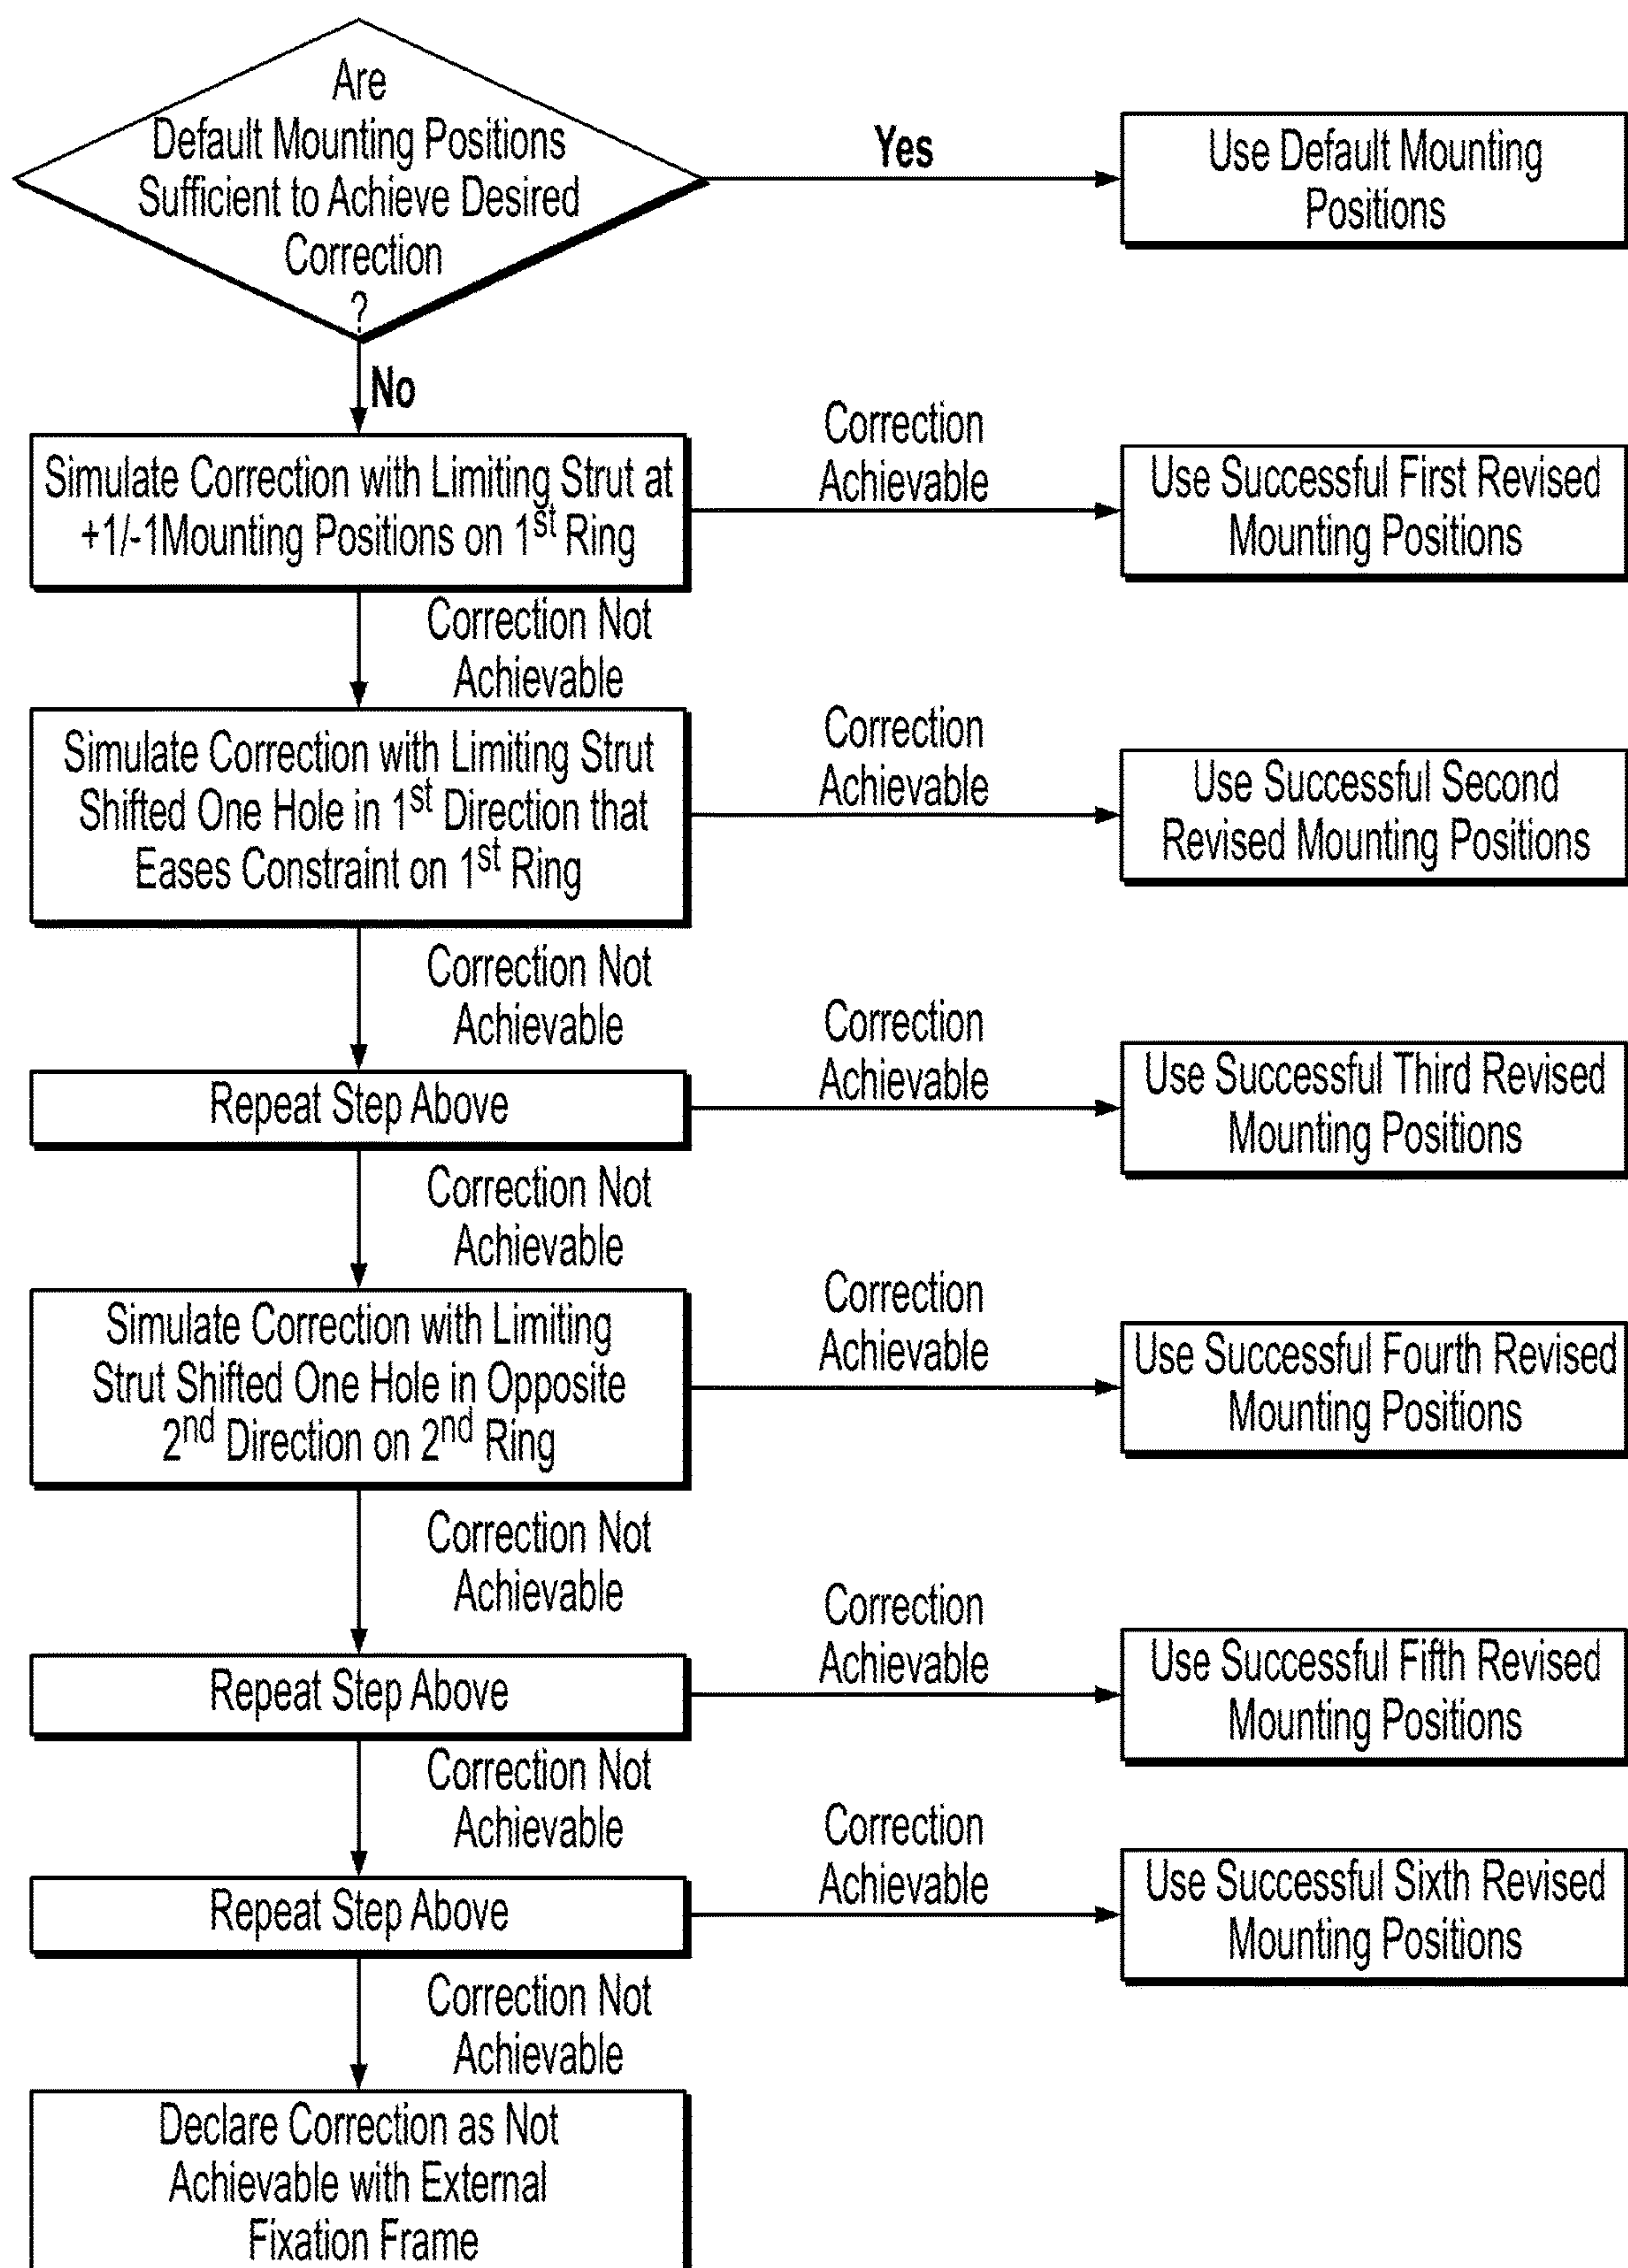 Are
Default Mounting Positions
Sufficient to Achieve Desired
Correction
?
Yes
Use Default Mounting
Positions
No
Simulate Correction with Limiting Strut at
+1/-1Mounting Positions on 1st Ring
Correction
Achievable
Use Successful First Revised
Mounting Positions
Correction Not
Achievable
Simulate Correction with Limiting Strut
Shifted One Hole in 1st Direction that
Eases Constraint on 1st Ring
Correction
Achievable
Use Successful Second
Revised Mounting Positions
Correction Not
Achievable
Repeat Step Above
Correction
Achievable
Use Successful Third Revised
Mounting Positions
Correction Not
Achievable
Simulate Correction with Limiting
Strut Shifted One Hole in Opposite
2nd Direction on 2nd Ring
Correction
Achievable
Use Successful Fourth Revised
Mounting Positions
Correction Not
Achievable
Repeat Step Above
Correction
Achievable
Use Successful Fifth Revised
Mounting Positions
Correction Not
Achievable
Repeat Step Above
Correction
Achievable
Use Successful Sixth Revised
Mounting Positions
Correction Not
Achievable
Declare Correction as Not
Achievable with External
Fixation Frame